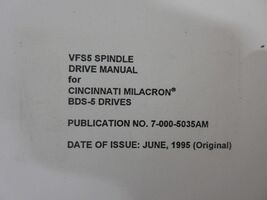 VFS5 SPINDLE
DRIVE MANUAL
for
CINCINNATI MILACRON®
BDS-5 DRIVES
PUBLICATION NO. 7-000-5035AM
DATE OF ISSUE: JUNE, 1995 (Original)